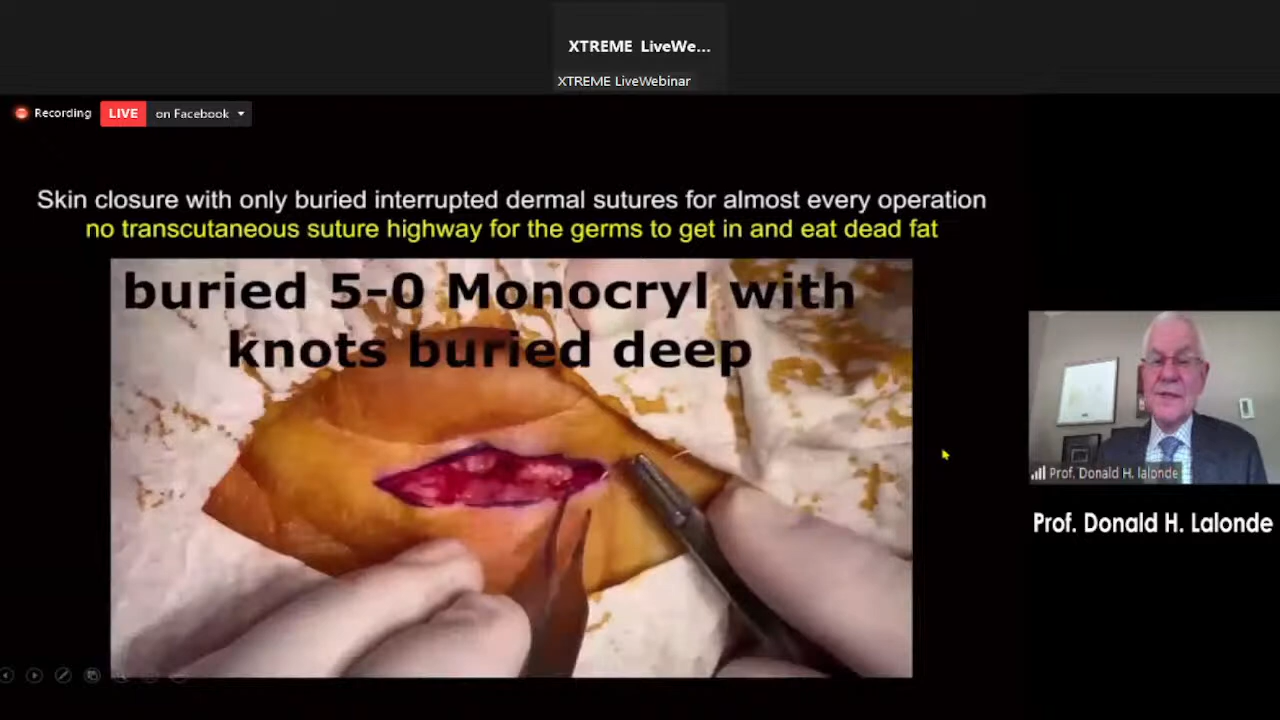 XTREME LiveWe...
XTREME LiveWebinar
Recording
LIVE
on Facebook
Skin closure with only buried interrupted dermal sutures for almost every operation
no transcutaneous suture highway for the germs to get in and eat dead fat
buried 5-0 Monocryl with
knots buried deep
Prof. Donald H. lalonde
Prof. Donald H. Lalonde